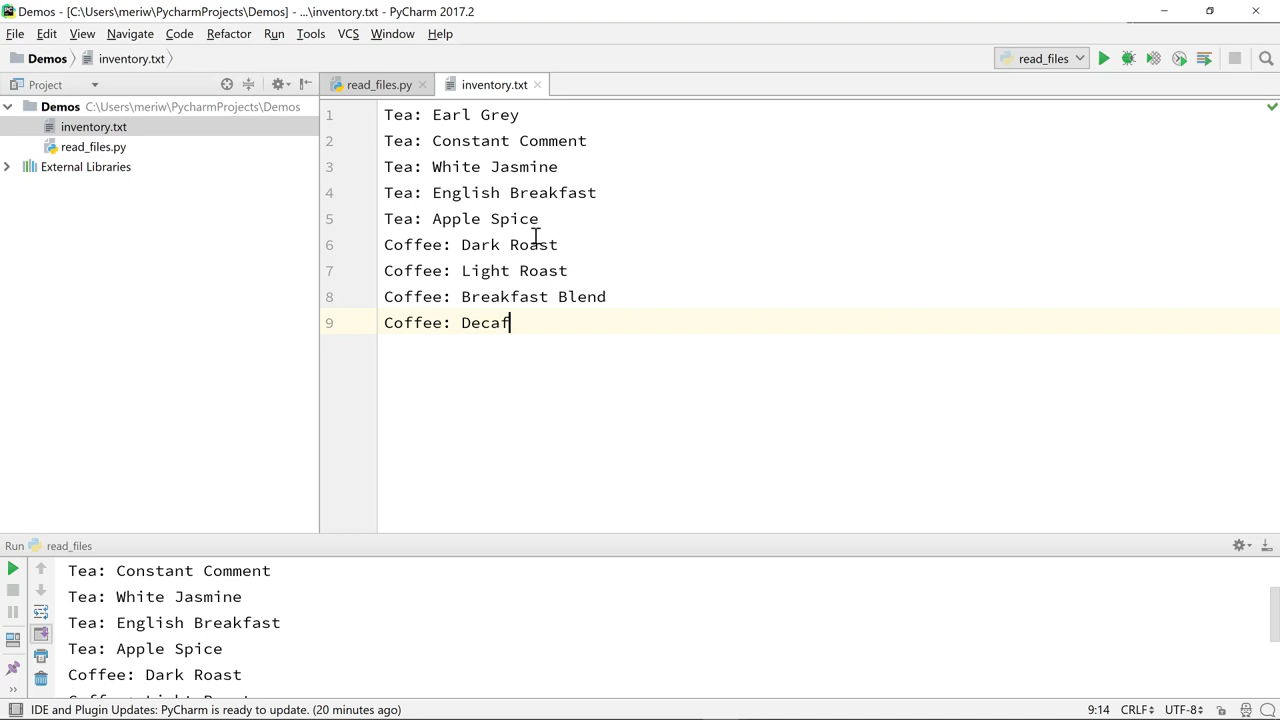 Demos - [C:\Users\meriw\PycharmProjects\Demos] - ...\inventory.txt - PyCharm 2017.2
File Edit View Navigate Code Refactor Run Tools VCS Window Help
Demos inventory.txt read_files
Project read_files.py inventory.txt
Demos C:\Users\meriw\PycharmProjects\Demos
inventory.txt
read_files.py
External Libraries
1 Tea: Earl Grey
2 Tea: Constant Comment
3 Tea: White Jasmine
4 Tea: English Breakfast
5 Tea: Apple Spice
6 Coffee: Dark Roast
7 Coffee: Light Roast
8 Coffee: Breakfast Blend
9 Coffee: Decaf
Run read_files
Tea: Constant Comment
Tea: White Jasmine
Tea: English Breakfast
Tea: Apple Spice
Coffee: Dark Roast
Coffee: Light Roast
IDE and Plugin Updates: PyCharm is ready to update. (20 minutes ago) 9:14 CRLF UTF-8